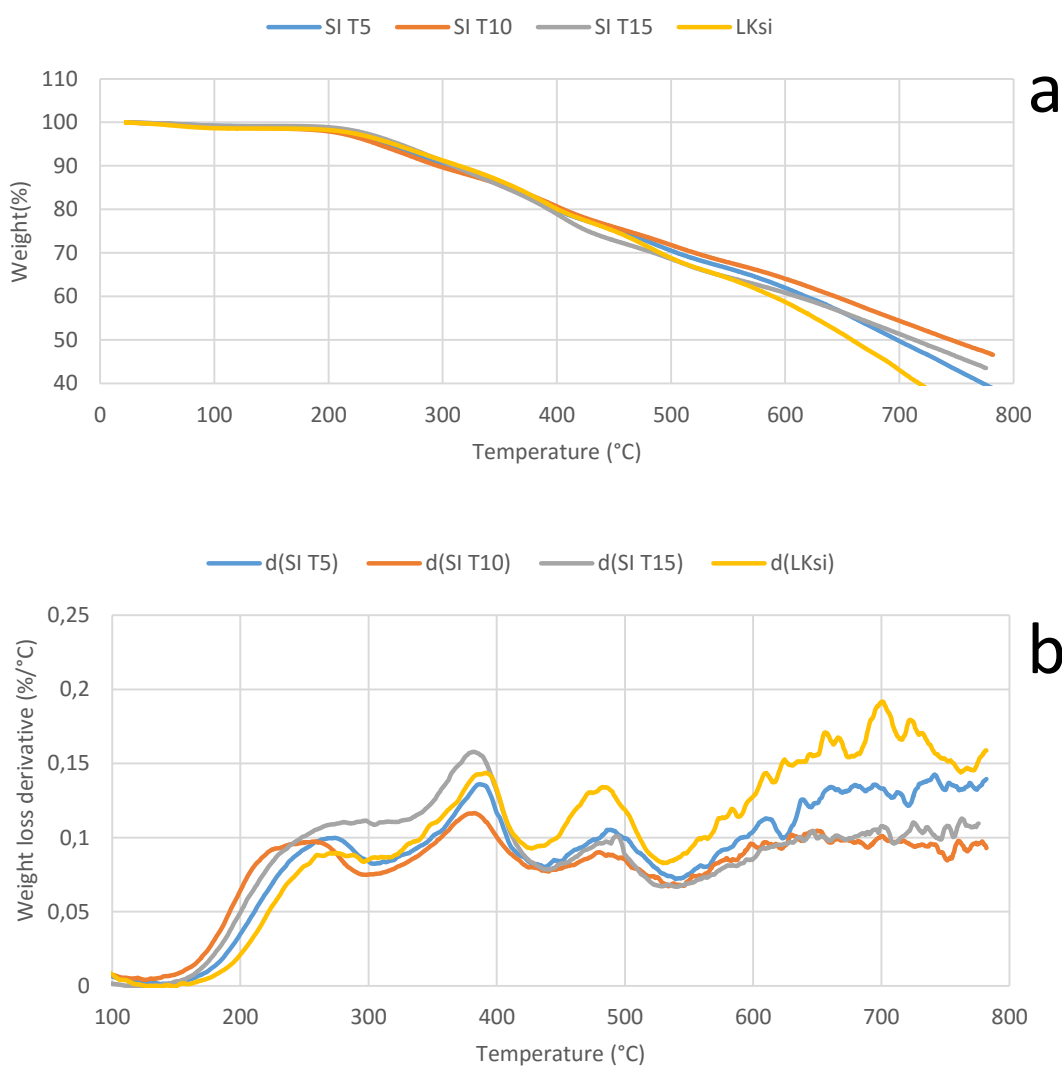 SI T5 SI T10 SI T15 LKsi
a
110
100
90
80
70
60
50
40
Weight(%)
0 100 200 300 400 500 600 700 800
Temperature (°C)
d(SI T5) d(SI T10) d(SI T15) d(LKsi)
b
0,25
0,2
0,15
0,1
0,05
0
Weight loss derivative (%/°C)
100 200 300 400 500 600 700 800
Temperature (°C)